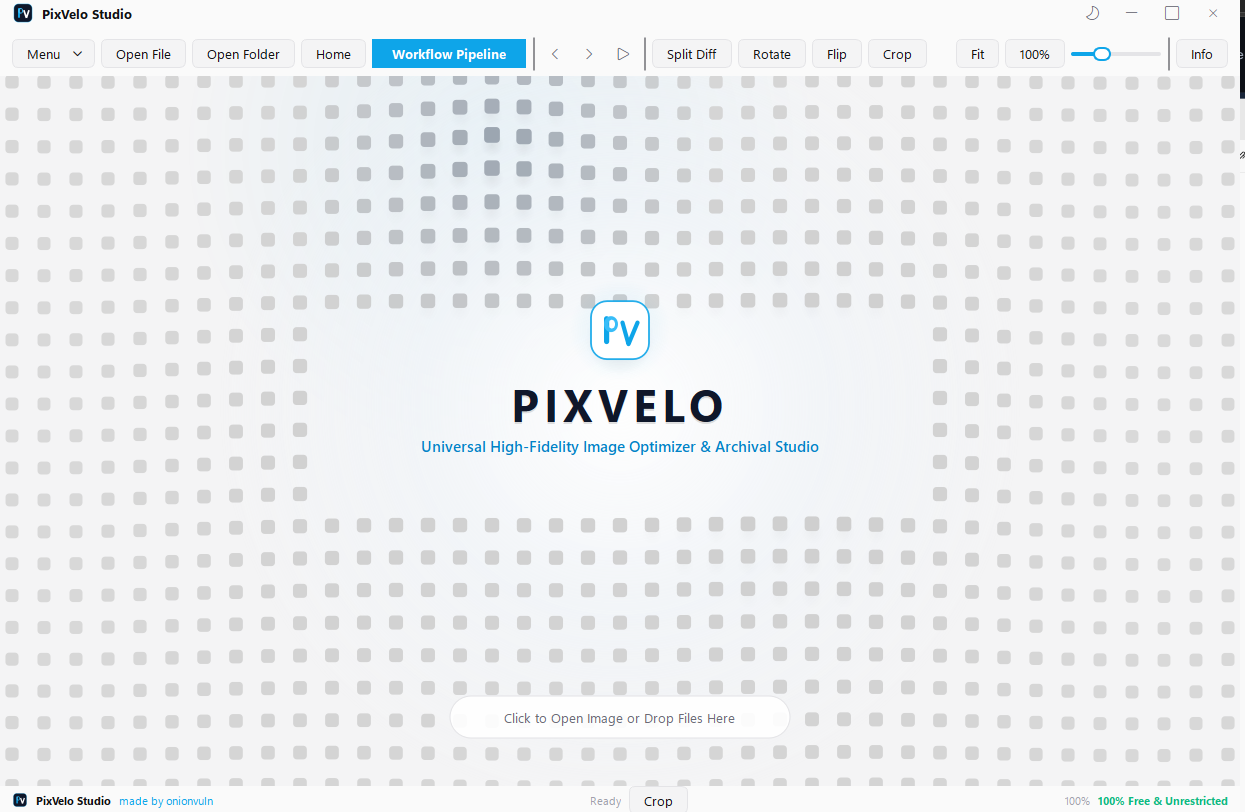 PV PixVelo Studio
Menu Open File Open Folder Home Workflow Pipeline Split Diff Rotate Flip Crop Fit 100% Info
PV
PIXVELO
Universal High-Fidelity Image Optimizer & Archival Studio
Click to Open Image or Drop Files Here
PV PixVelo Studio made by onionvuln Ready Crop 100% 100% Free & Unrestricted